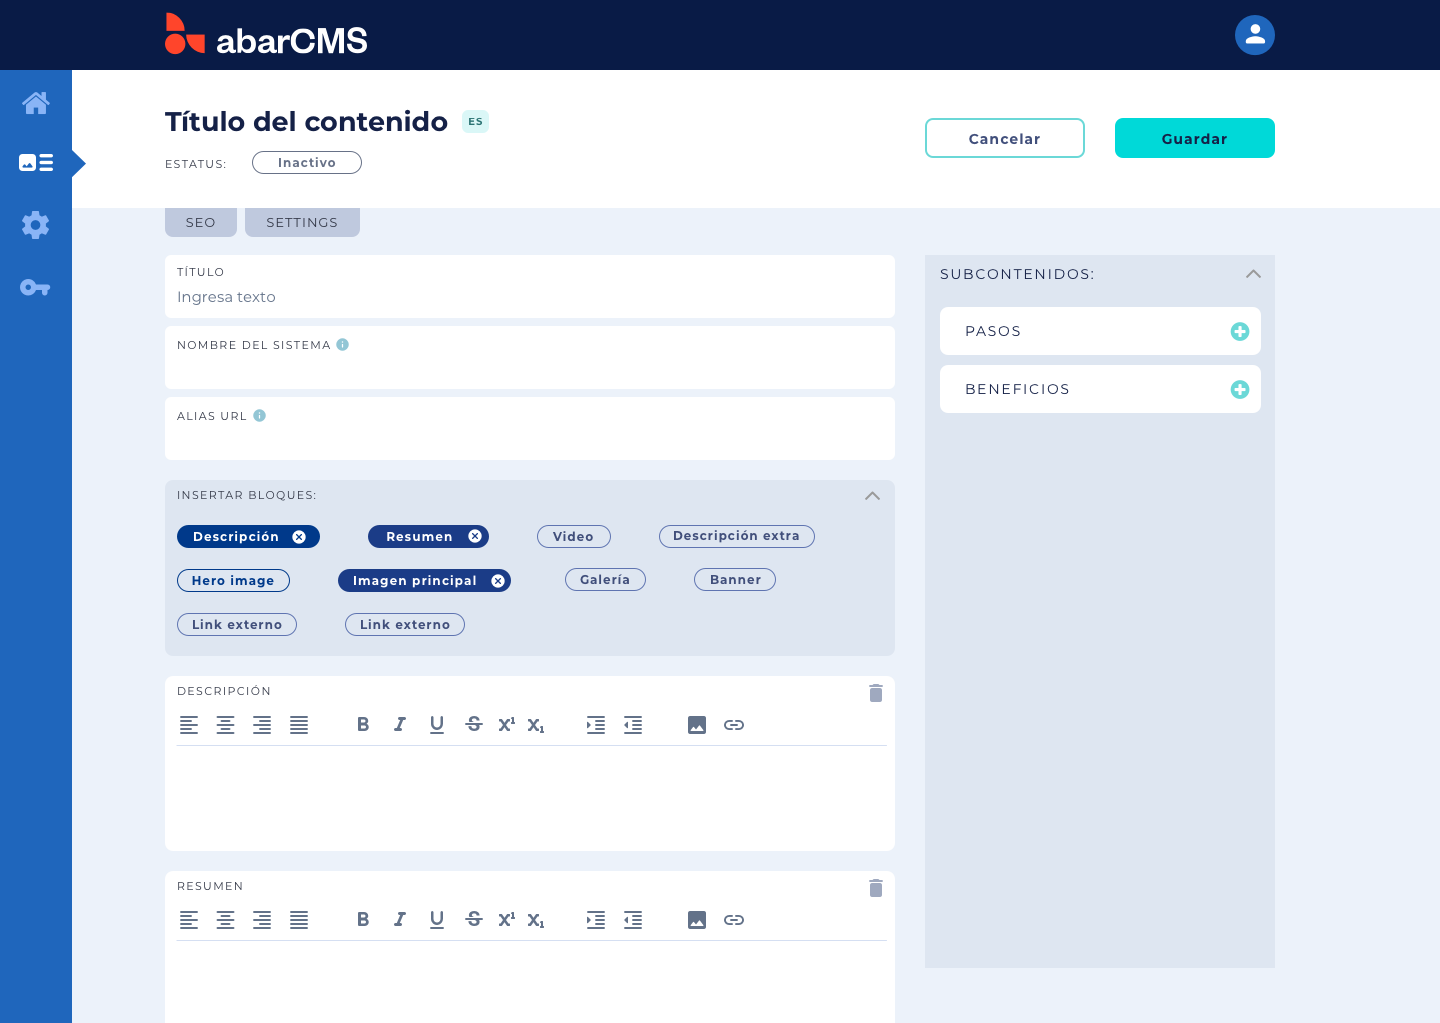 abarCMS
Título del contenido ES
ESTATUS: Inactivo
Cancelar Guardar
SEO SETTINGS
TÍTULO
Ingresa texto
NOMBRE DEL SISTEMA
ALIAS URL
INSERTAR BLOQUES:
Descripción Resumen Video Descripción extra
Hero image Imagen principal Galería Banner
Link externo Link externo
DESCRIPCIÓN
B I U S X¹ X₁
RESUMEN
B I U S X¹ X₁
SUBCONTENIDOS:
PASOS
BENEFICIOS